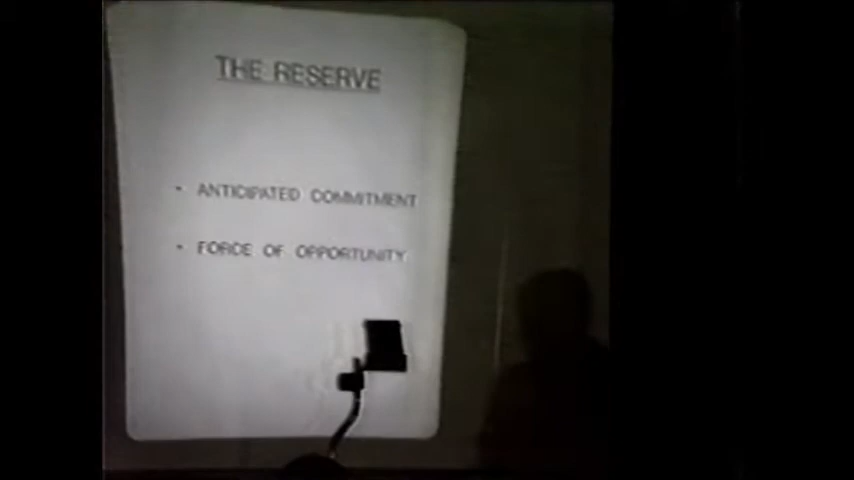 THE RESERVE
• ANTICIPATED COMMITMENT
• FORCE OF OPPORTUNITY